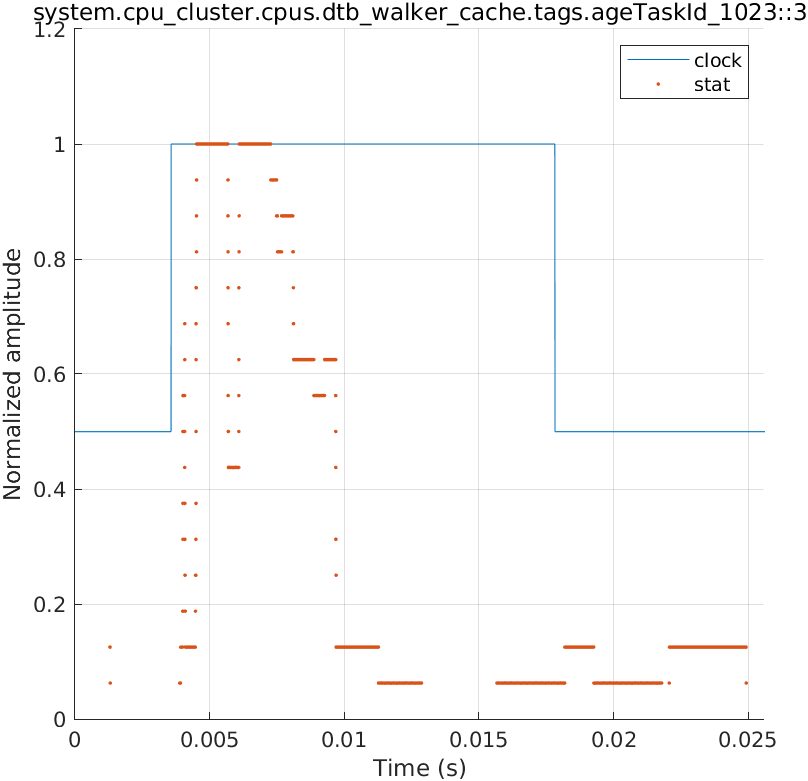 system.cpu_cluster.cpus.dtb_walker_cache.tags.ageTaskId_1023::3
1.2
clock
stat
1
0.8
Normalized amplitude
0.6
0.4
0.2
0
0 0.005 0.01 0.015 0.02 0.025
Time (s)